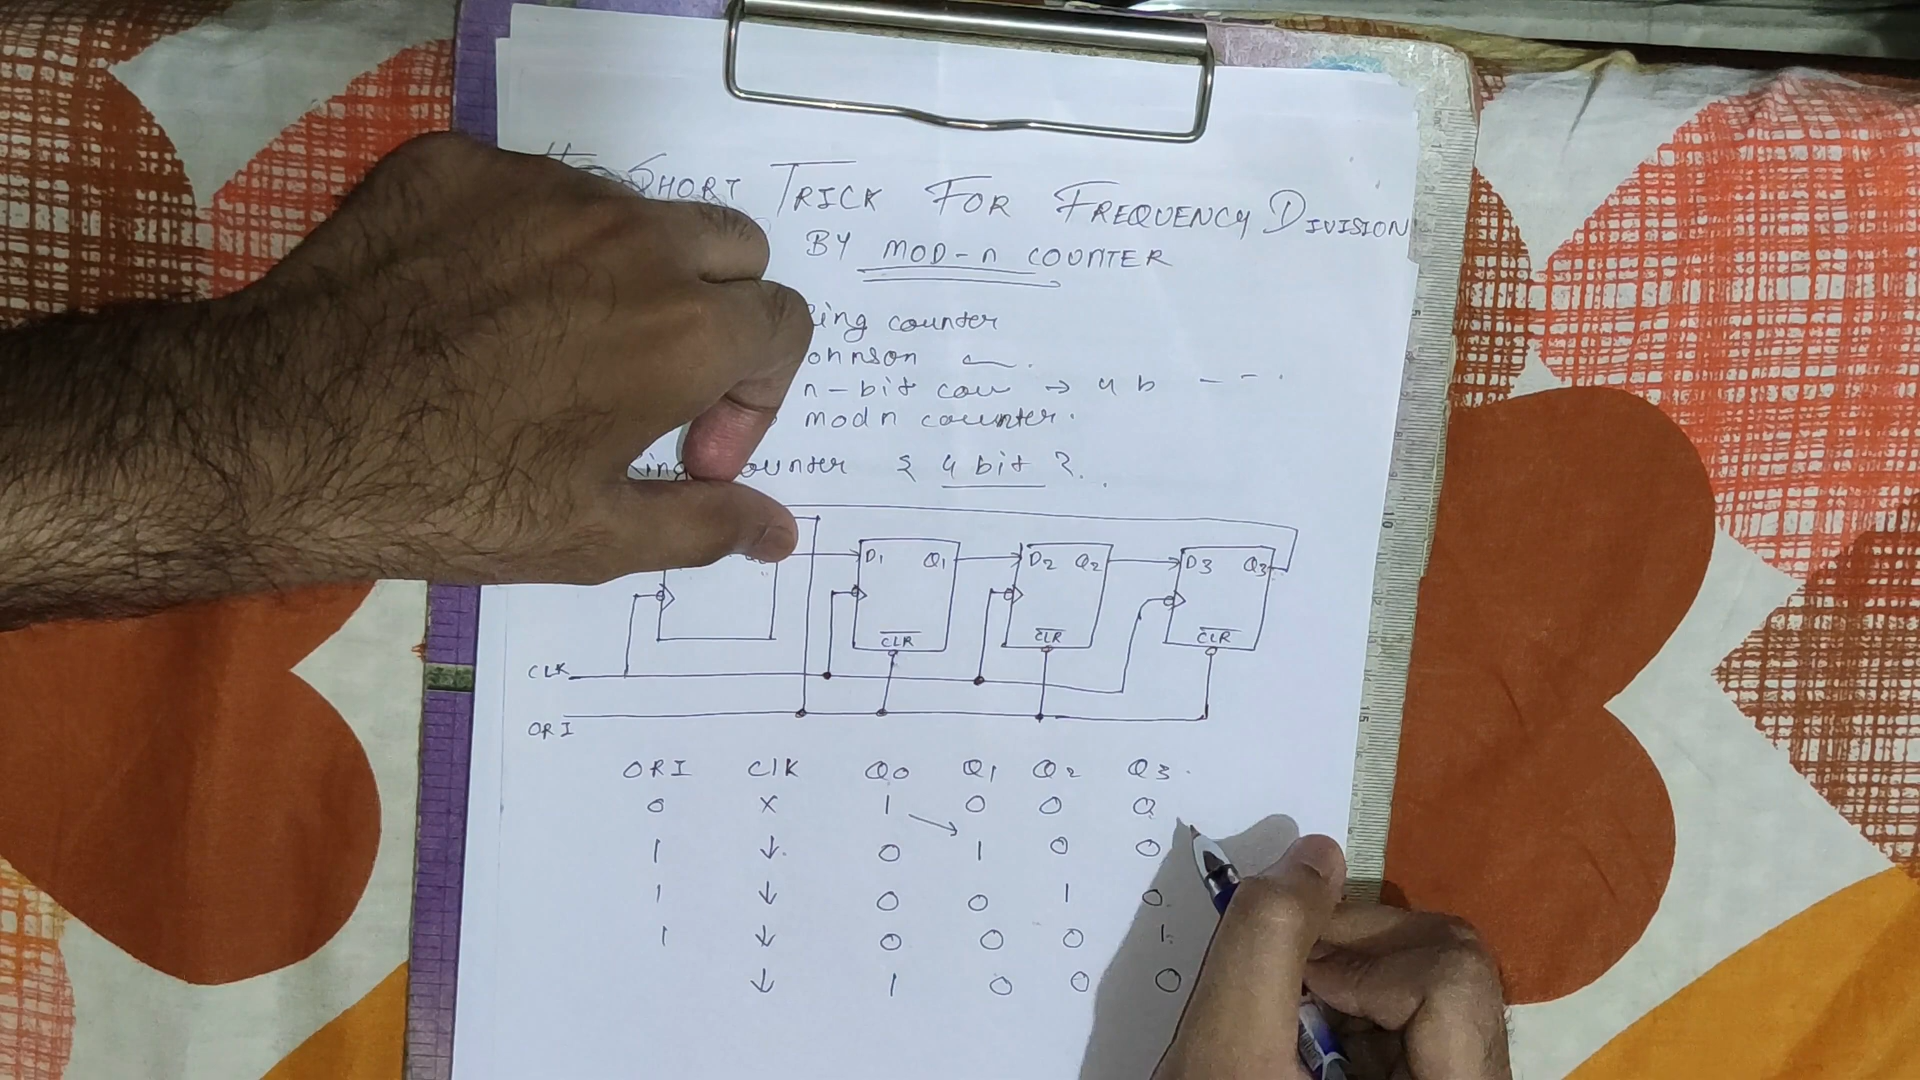 SHORT TRICK FOR FREQUENCY DIVISION
BY MOD-n COUNTER
Ring counter
ohnson
n-bit cou → 4 b - - .
mod n counter.
Ring ounter { 4 bit }..
D1 Q1 D2 Q2 D3 Q3
CLR CLR CLR
CLK
ORI
ORI ClK Q0 Q1 Q2 Q3
0 X 1 0 0 0
1 ↓ 0 1 0 0
1 ↓ 0 0 1 0
1 ↓ 0 0 0 1
↓ 1 0 0 0